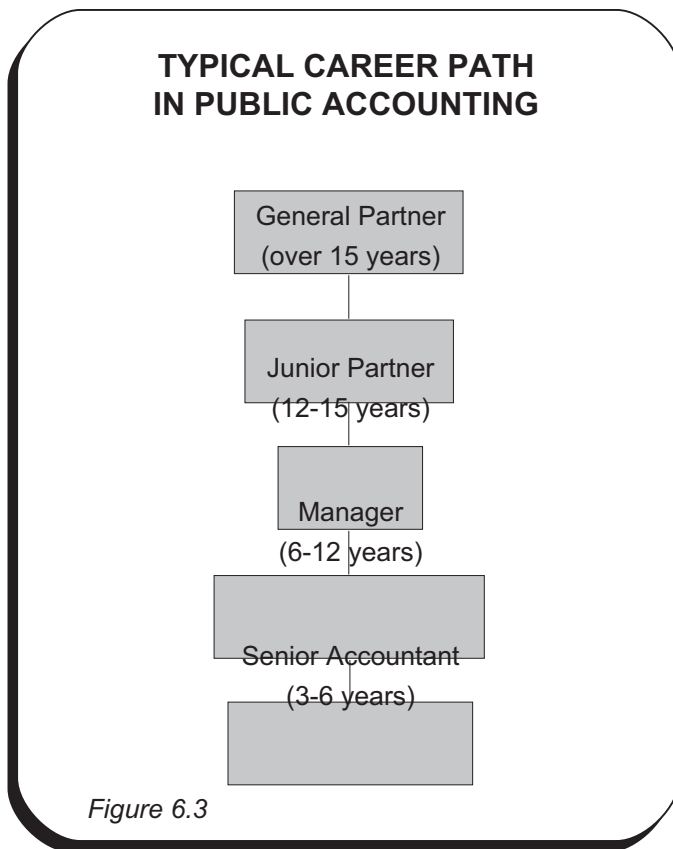 TYPICAL CAREER PATH
IN PUBLIC ACCOUNTING
General Partner
(over 15 years)
Junior Partner
(12-15 years)
Manager
(6-12 years)
Senior Accountant
(3-6 years)
Figure 6.3